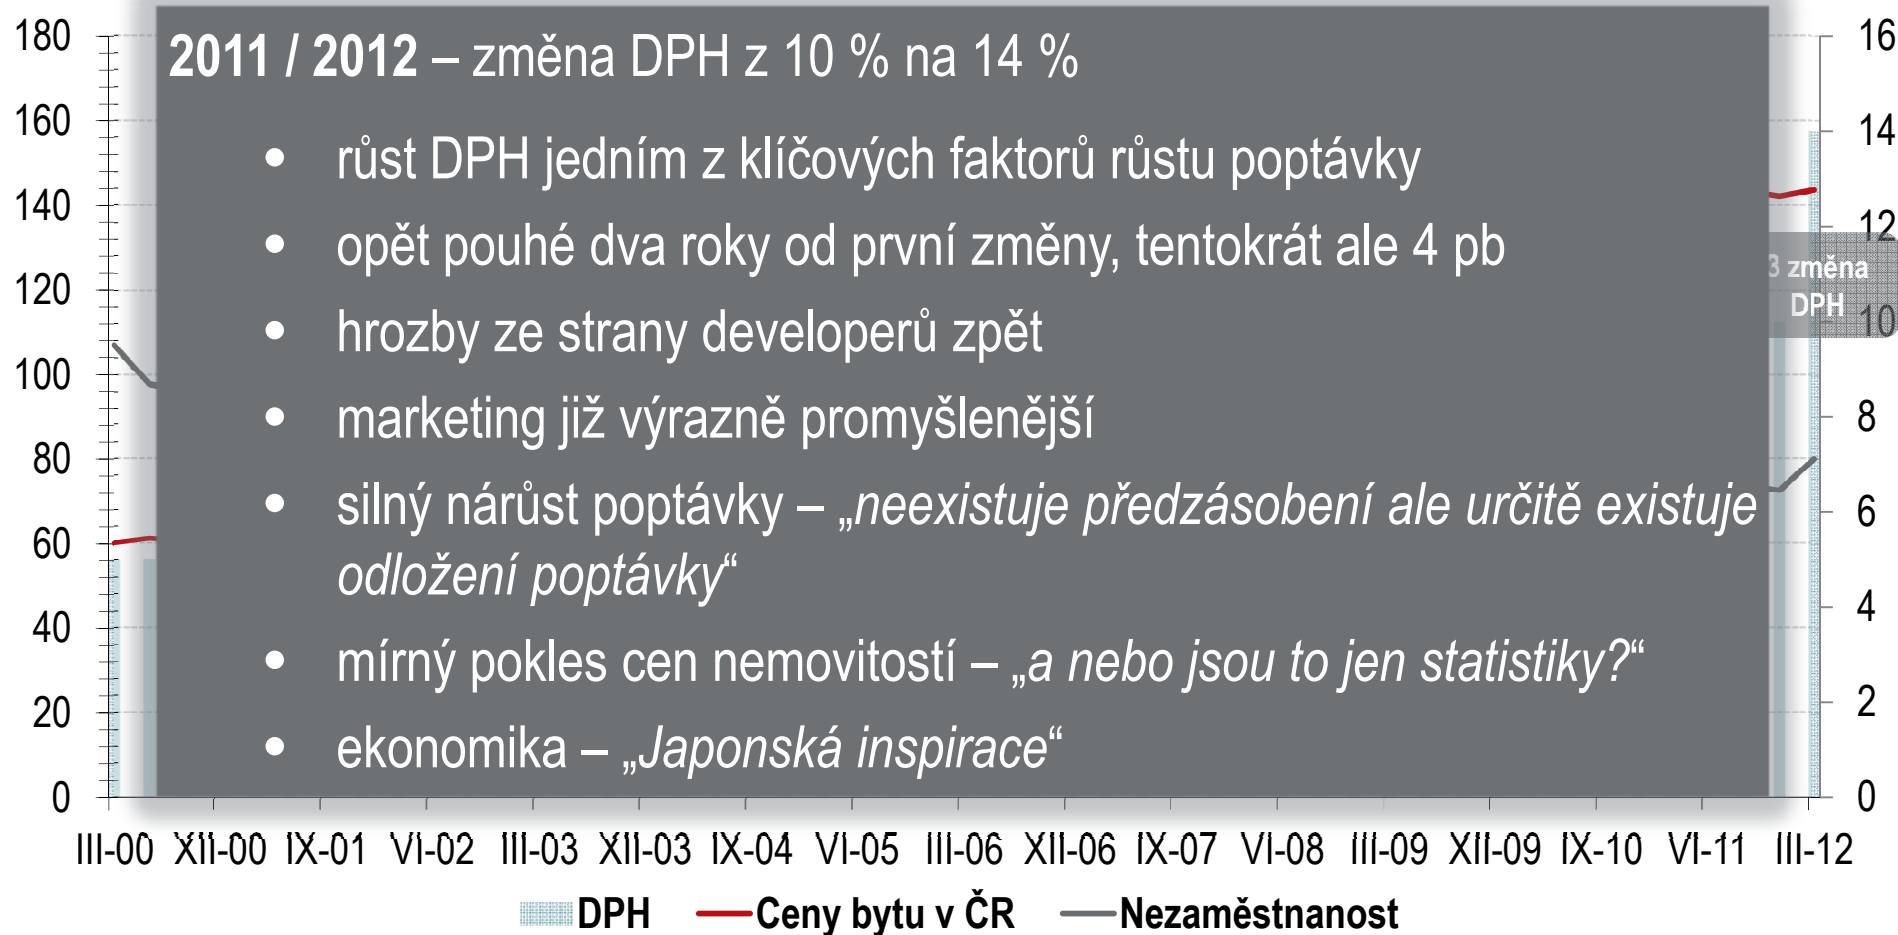 2011 / 2012 – změna DPH z 10 % na 14 %
• růst DPH jedním z klíčových faktorů růstu poptávky
• opět pouhé dva roky od první změny, tentokrát ale 4 pb
• hrozby ze strany developerů zpět
• marketing již výrazně promyšlenější
• silný nárůst poptávky – „neexistuje předzásobení ale určitě existuje
odložení poptávky“
• mírný pokles cen nemovitostí – „a nebo jsou to jen statistiky?“
• ekonomika – „Japonská inspirace“
180
160
140
120
100
80
60
40
20
0
16
14
12
10
8
6
4
2
0
3 změna
DPH
III-00 XII-00 IX-01 VI-02 III-03 XII-03 IX-04 VI-05 III-06 XII-06 IX-07 VI-08 III-09 XII-09 IX-10 VI-11 III-12
DPH Ceny bytu v ČR Nezaměstnanost